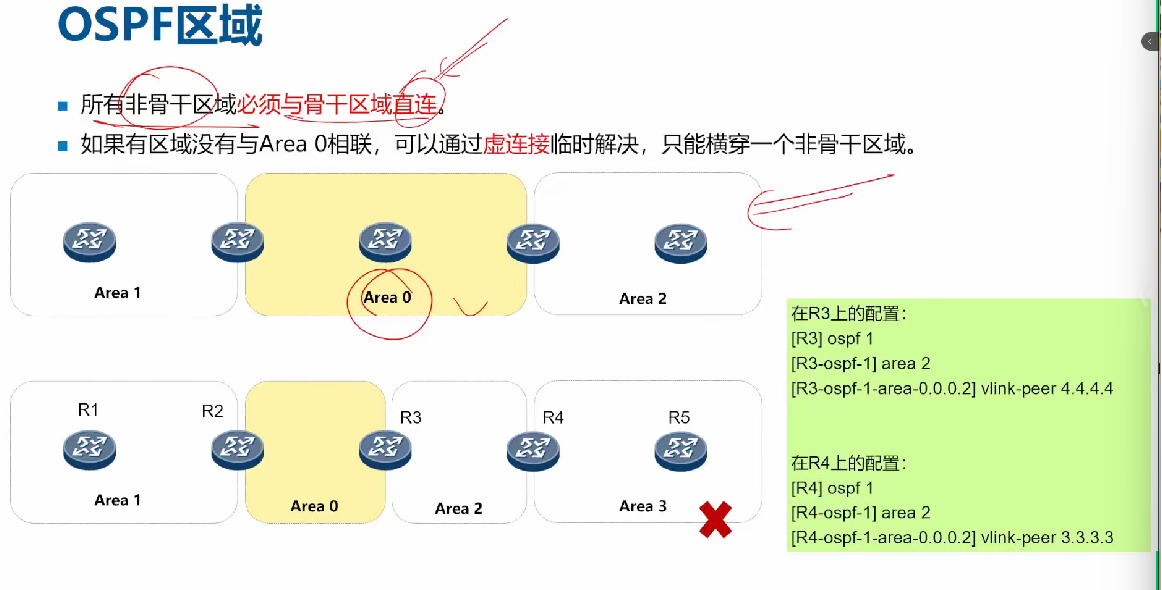 OSPF区域
所有非骨干区域必须与骨干区域直连。
如果有区域没有与Area 0相联，可以通过虚连接临时解决，只能横穿一个非骨干区域。
Area 1
Area 0
Area 2
R1
R2
R3
R4
R5
Area 1
Area 0
Area 2
Area 3
在R3上的配置：
[R3] ospf 1
[R3-ospf-1] area 2
[R3-ospf-1-area-0.0.0.2] vlink-peer 4.4.4.4
在R4上的配置：
[R4] ospf 1
[R4-ospf-1] area 2
[R4-ospf-1-area-0.0.0.2] vlink-peer 3.3.3.3